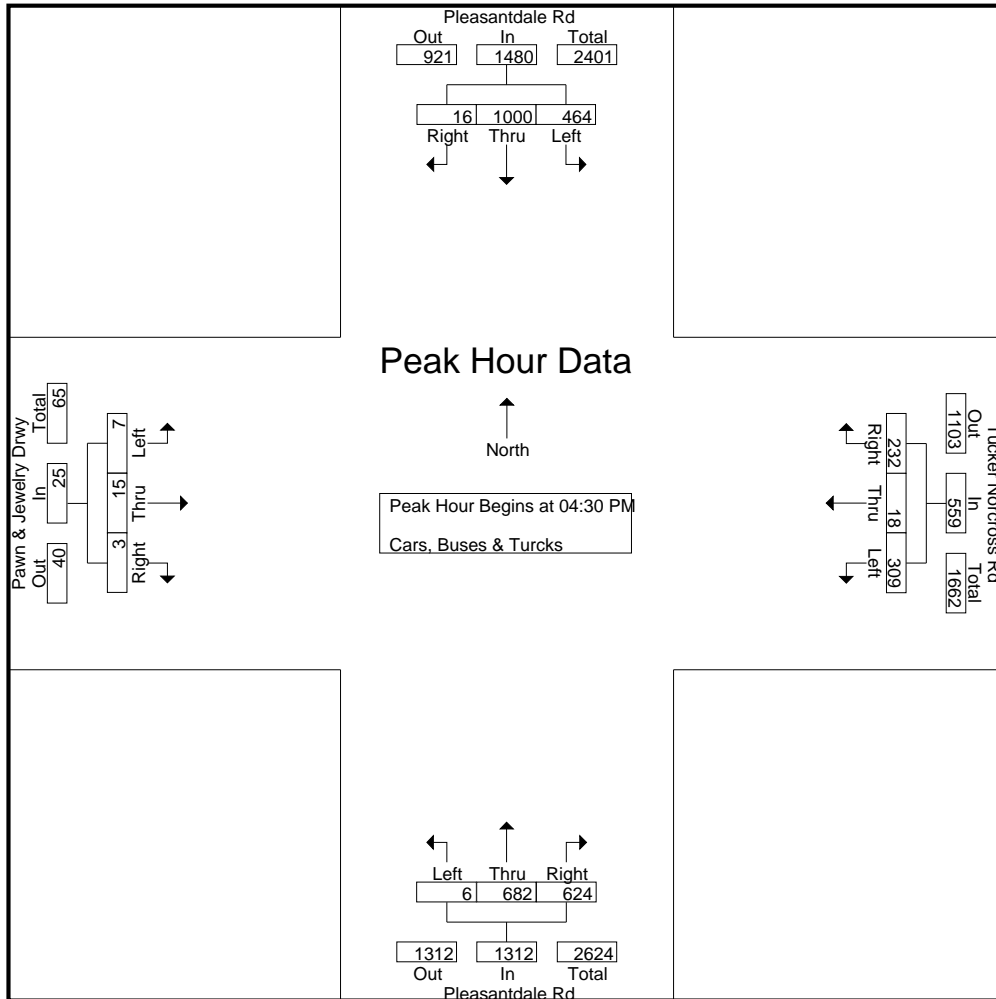 Pleasantdale Rd
Out In Total
921 1480 2401
16 1000 464
Right Thru Left
Peak Hour Data
North
Peak Hour Begins at 04:30 PM
Cars, Buses & Turcks
Pawn & Jewelry Drwy
Out In Total
40 25 65
Right Thru Left
3 15 7
Tucker Norcross Rd
Out In Total
1103 559 1662
Right Thru Left
232 18 309
Left Thru Right
6 682 624
1312 1312 2624
Out In Total
Pleasantdale Rd